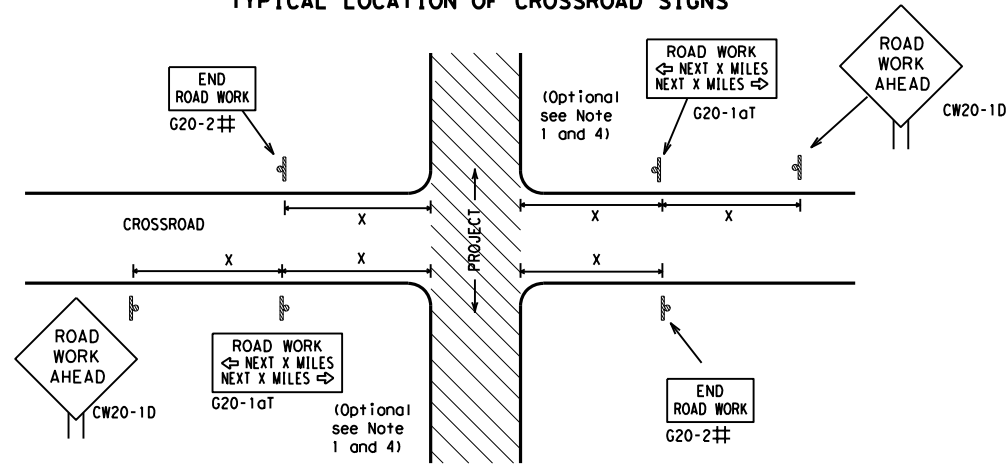 TYPICAL LOCATION OF CROSSROAD SIGNS
END
ROAD WORK
G20-2#
(Optional
see Note
1 and 4)
ROAD WORK
⇦ NEXT X MILES
NEXT X MILES ⇨
G20-1aT
ROAD
WORK
AHEAD
CW20-1D
X
X
X
CROSSROAD
PROJECT
X
X
X
ROAD
WORK
AHEAD
CW20-1D
ROAD WORK
⇦ NEXT X MILES
NEXT X MILES ⇨
G20-1aT
(Optional
see Note
1 and 4)
END
ROAD WORK
G20-2#